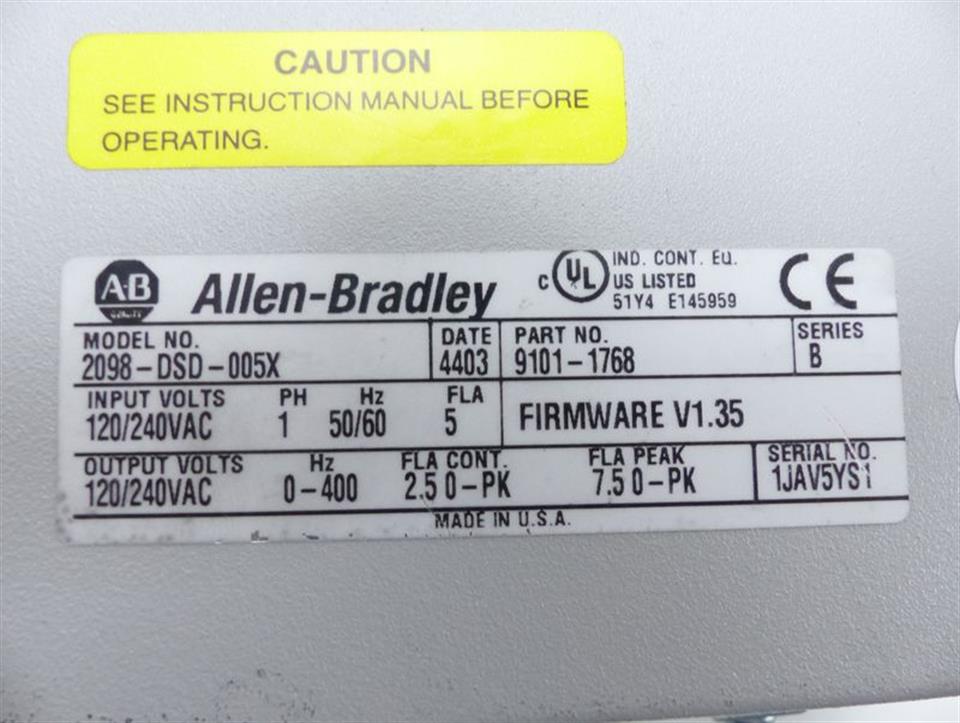 CAUTION
SEE INSTRUCTION MANUAL BEFORE
OPERATING.
A-B
Allen-Bradley
C UL IND. CONT. EQ.
US LISTED
51Y4 E145959
CE
MODEL NO. DATE PART NO. SERIES
2098-DSD-005X 4403 9101-1768 B
INPUT VOLTS PH Hz FLA
120/240VAC 1 50/60 5 FIRMWARE V1.35
OUTPUT VOLTS Hz FLA CONT. FLA PEAK SERIAL NO.
120/240VAC 0-400 2.5 0-PK 7.5 0-PK 1JAV5YS1
MADE IN U.S.A.